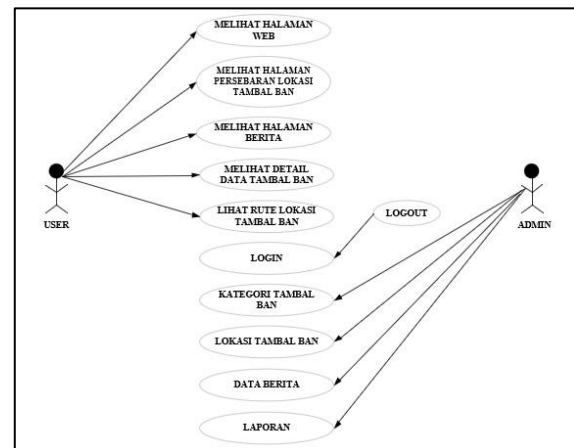 MELIHAT HALAMAN
WEB
MELIHAT HALAMAN
PERSEBARAN LOKASI
TAMBAL BAN
MELIHAT HALAMAN
BERITA
MELIHAT DETAIL
DATA TAMBAL BAN
USER
LIHAT RUTE LOKASI
TAMBAL BAN
LOGOUT
ADMIN
LOGIN
KATEGORI TAMBAL
BAN
LOKASI TAMBAL BAN
DATA BERITA
LAPORAN